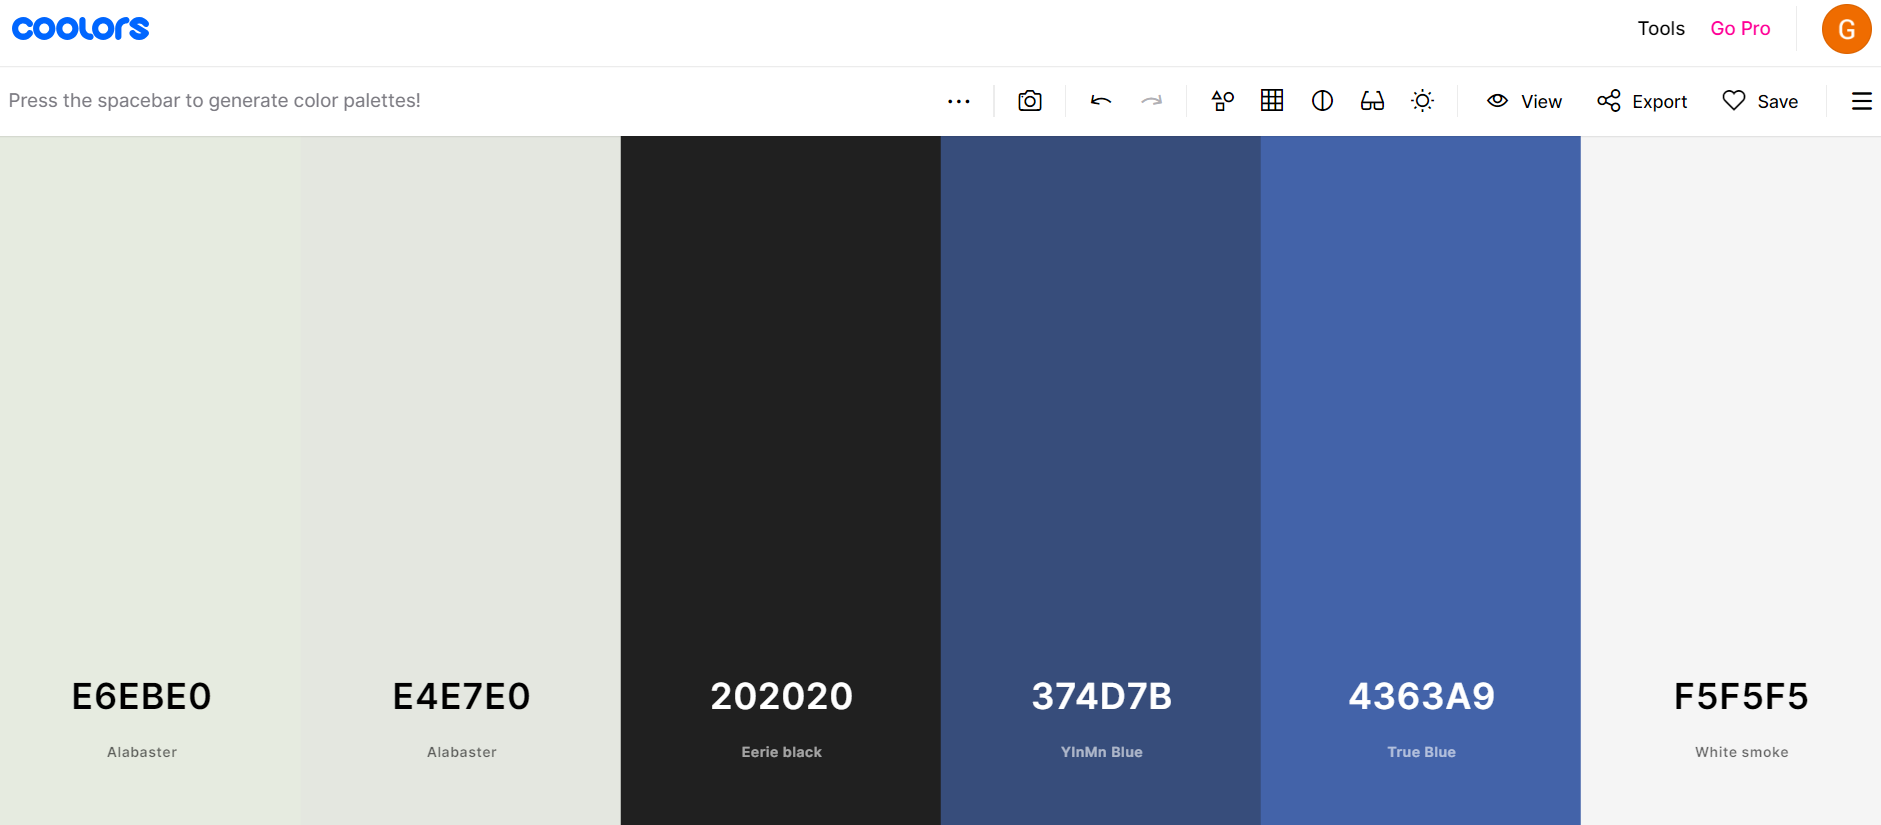 coolors
Tools Go Pro G
Press the spacebar to generate color palettes!
View Export Save
E6EBE0 E4E7E0 202020 374D7B 4363A9 F5F5F5
Alabaster Alabaster Eerie black YInMn Blue True Blue White smoke